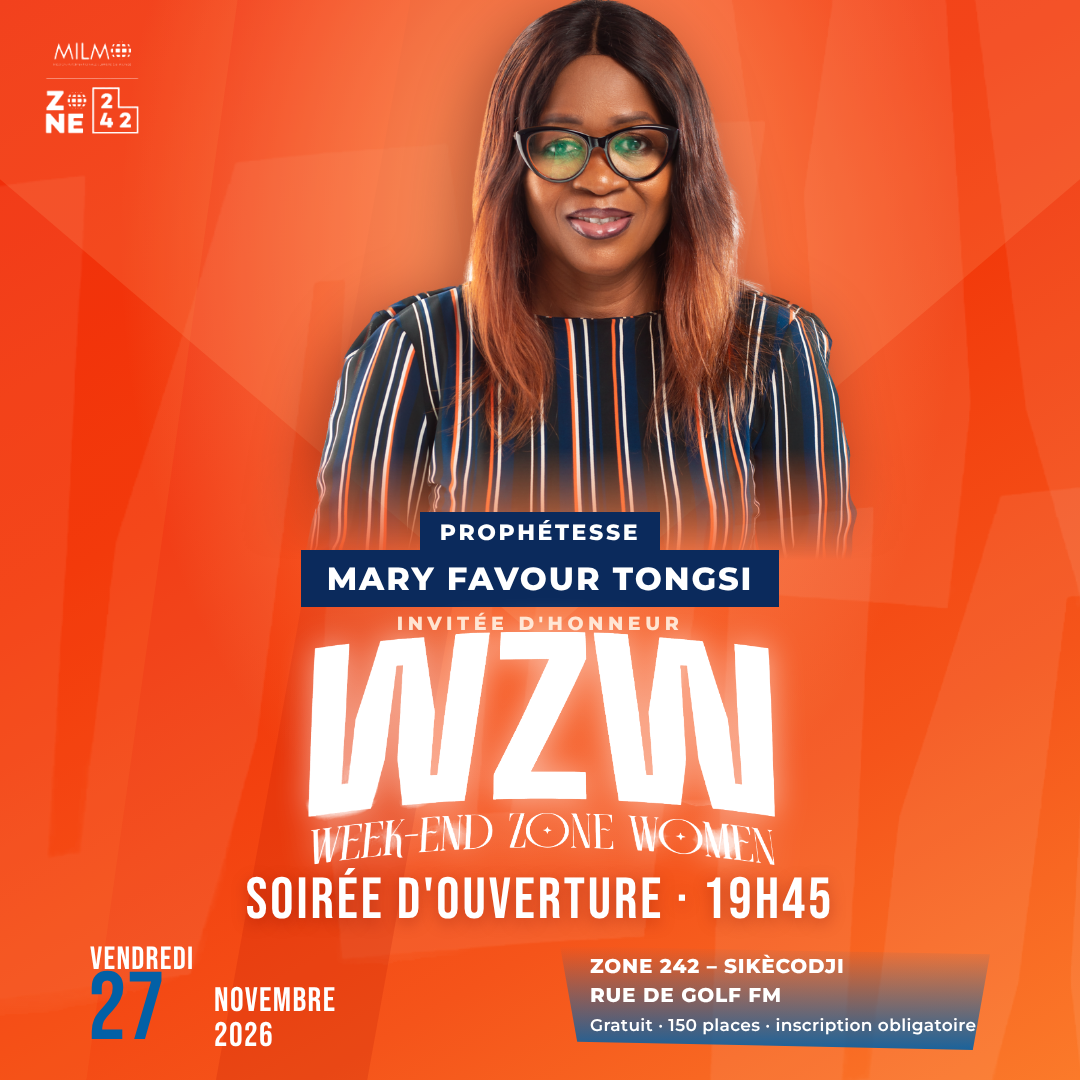 MILM
ZONE 242
PROPHÉTESSE
MARY FAVOUR TONGSI
INVITÉE D'HONNEUR
WZW
WEEK-END ZONE WOMEN
SOIRÉE D'OUVERTURE · 19H45
VENDREDI
27
NOVEMBRE
2026
ZONE 242 – SIKÈCODJI
RUE DE GOLF FM
Gratuit · 150 places · inscription obligatoire